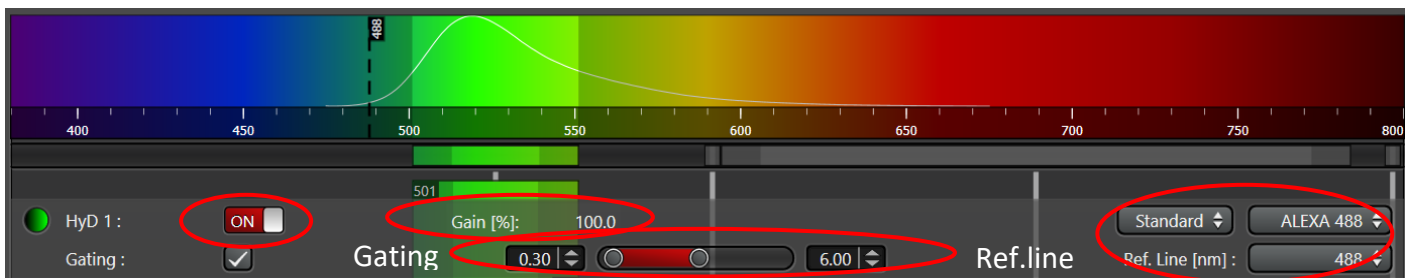 488
400 450 500 550 600 650 700 750 800
501
HyD 1 : ON Gain [%]: 100.0 Standard ALEXA 488
Gating : Gating 0.30 6.00 Ref.line Ref. Line [nm] : 488